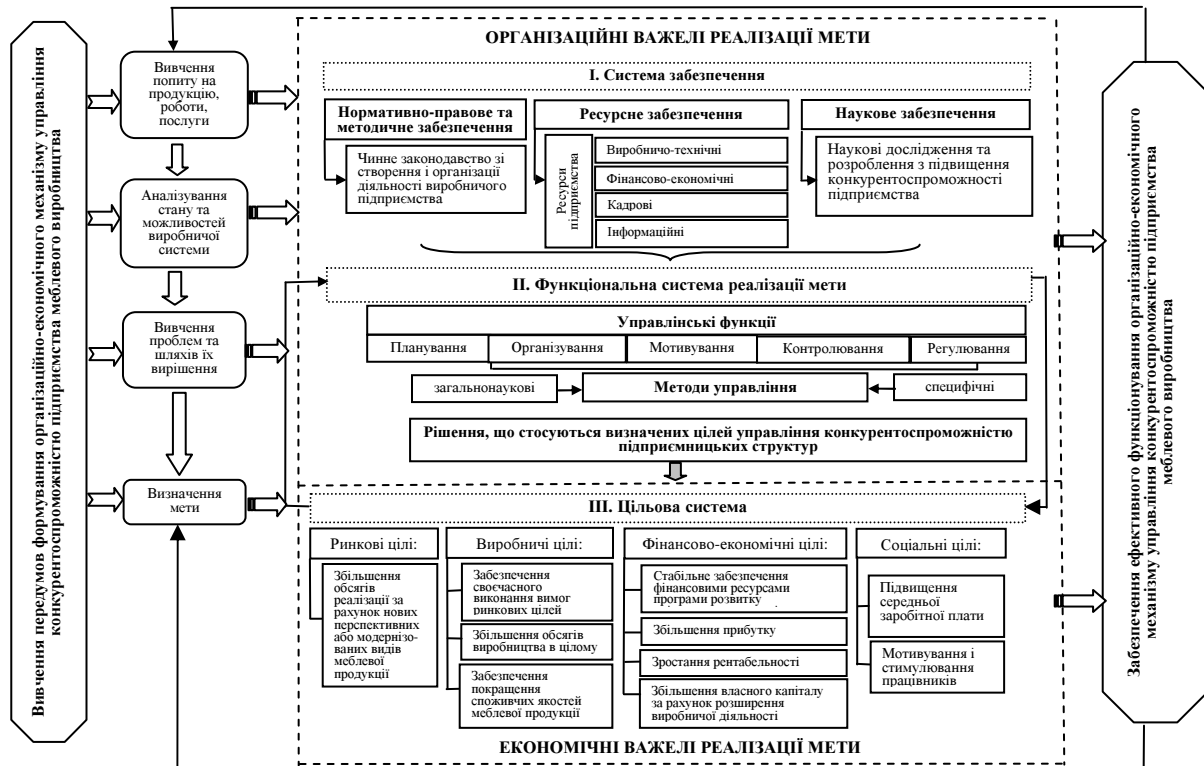 Вивчення передумов формування організаційно-економічного механізму управління
конкурентоспроможністю підприємства меблевого виробництва
Вивчення
попиту на
продукцію,
роботи,
послуги
Аналізування
стану та
можливостей
виробничої
системи
Вивчення
проблем та
шляхів їх
вирішення
Визначення
мети
ОРГАНІЗАЦІЙНІ ВАЖЕЛІ РЕАЛІЗАЦІЇ МЕТИ
І. Система забезпечення
Нормативно-правове та
методичне забезпечення
Чинне законодавство зі
створення і організації
діяльності виробничого
підприємства
Ресурсне забезпечення
Ресурси
підприємства
Виробничо-технічні
Фінансово-економічні
Кадрові
Інформаційні
Наукове забезпечення
Наукові дослідження та
розроблення з підвищення
конкурентоспроможності
підприємства
ІІ. Функціональна система реалізації мети
Управлінські функції
Планування
Організування
Мотивування
Контролювання
Регулювання
загальнонаукові
Методи управління
специфічні
Рішення, що стосуються визначених цілей управління конкурентоспроможністю
підприємницьких структур
ІІІ. Цільова система
Ринкові цілі:
Збільшення
обсягів
реалізації за
рахунок нових
перспективних
або модернізо-
ваних видів
меблевої
продукції
Виробничі цілі:
Забезпечення
своєчасного
виконання вимог
ринкових цілей
Збільшення обсягів
виробництва в цілому
Забезпечення
покращення
споживчих якостей
меблевої продукції
Фінансово-економічні цілі:
Стабільне забезпечення
фінансовими ресурсами
програми розвитку
Збільшення прибутку
Зростання рентабельності
Збільшення власного капіталу
за рахунок розширення
виробничої діяльності
Соціальні цілі:
Підвищення
середньої
заробітної плати
Мотивування і
стимулювання
працівників
ЕКОНОМІЧНІ ВАЖЕЛІ РЕАЛІЗАЦІЇ МЕТИ
Забезпечення ефективного функціонування організаційно-економічного
механізму управління конкурентоспроможністю підприємства
меблевого виробництва